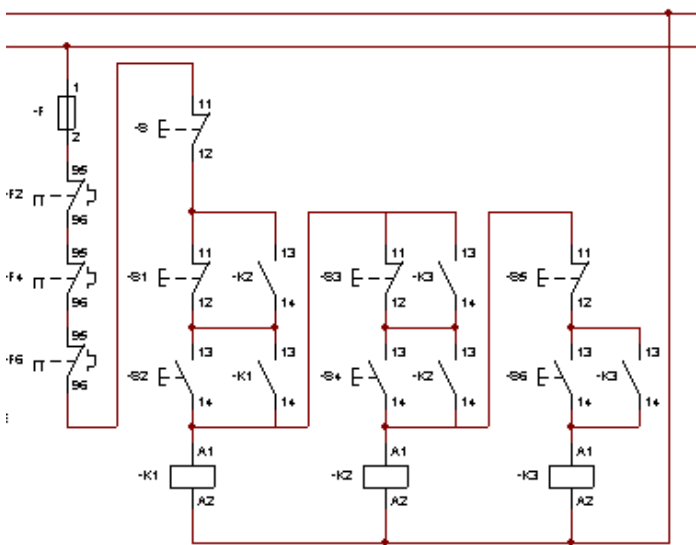 1
-F
2
95
-F2
96
95
-F4
96
95
-F6
96
11
-S
12
11 13 11 13 11
-S1 -K2 -S3 -K3 -S5
12 14 12 14 12
13 13 13 13 13 13
-S2 -K1 -S4 -K2 -S6 -K3
14 14 14 14 14 14
A1 A1 A1
-K1 -K2 -K3
A2 A2 A2